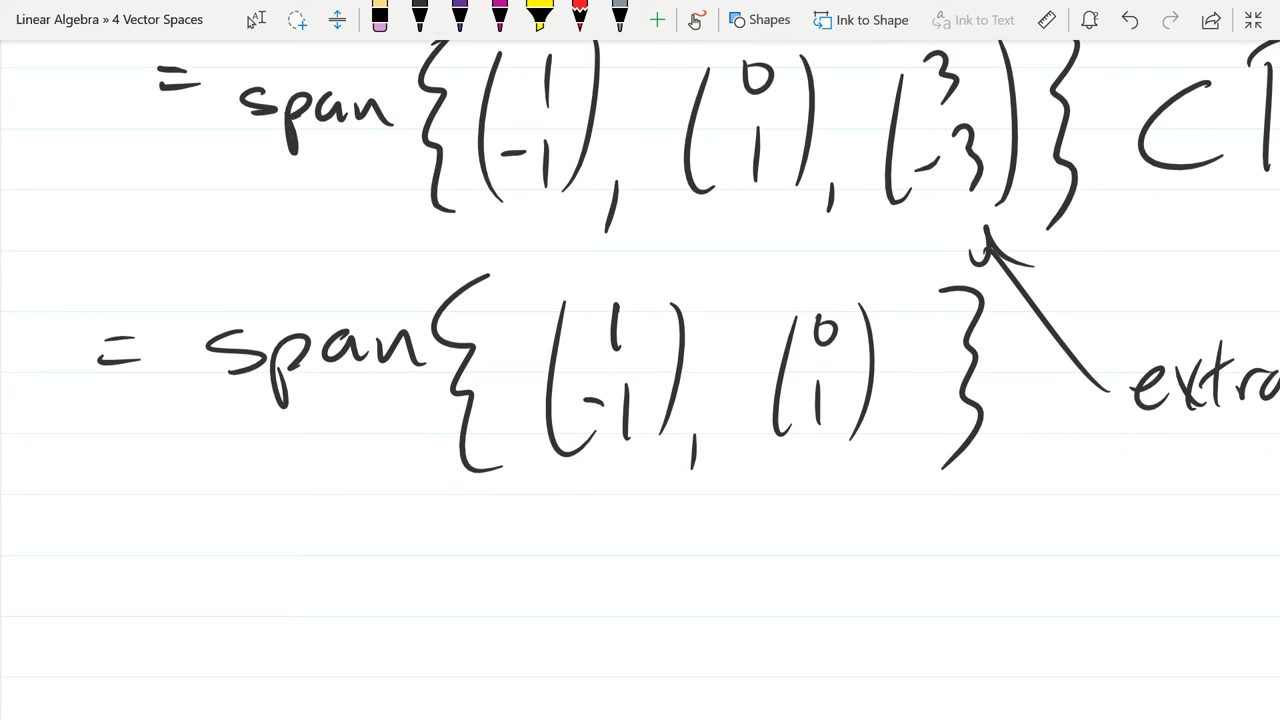 Linear Algebra » 4 Vector Spaces Shapes Ink to Shape Ink to Text
= span { ( 1 -1 ) , ( 0 1 ) , ( 3 -3 ) } ⊂
= span { ( 1 -1 ) , ( 0 1 ) }